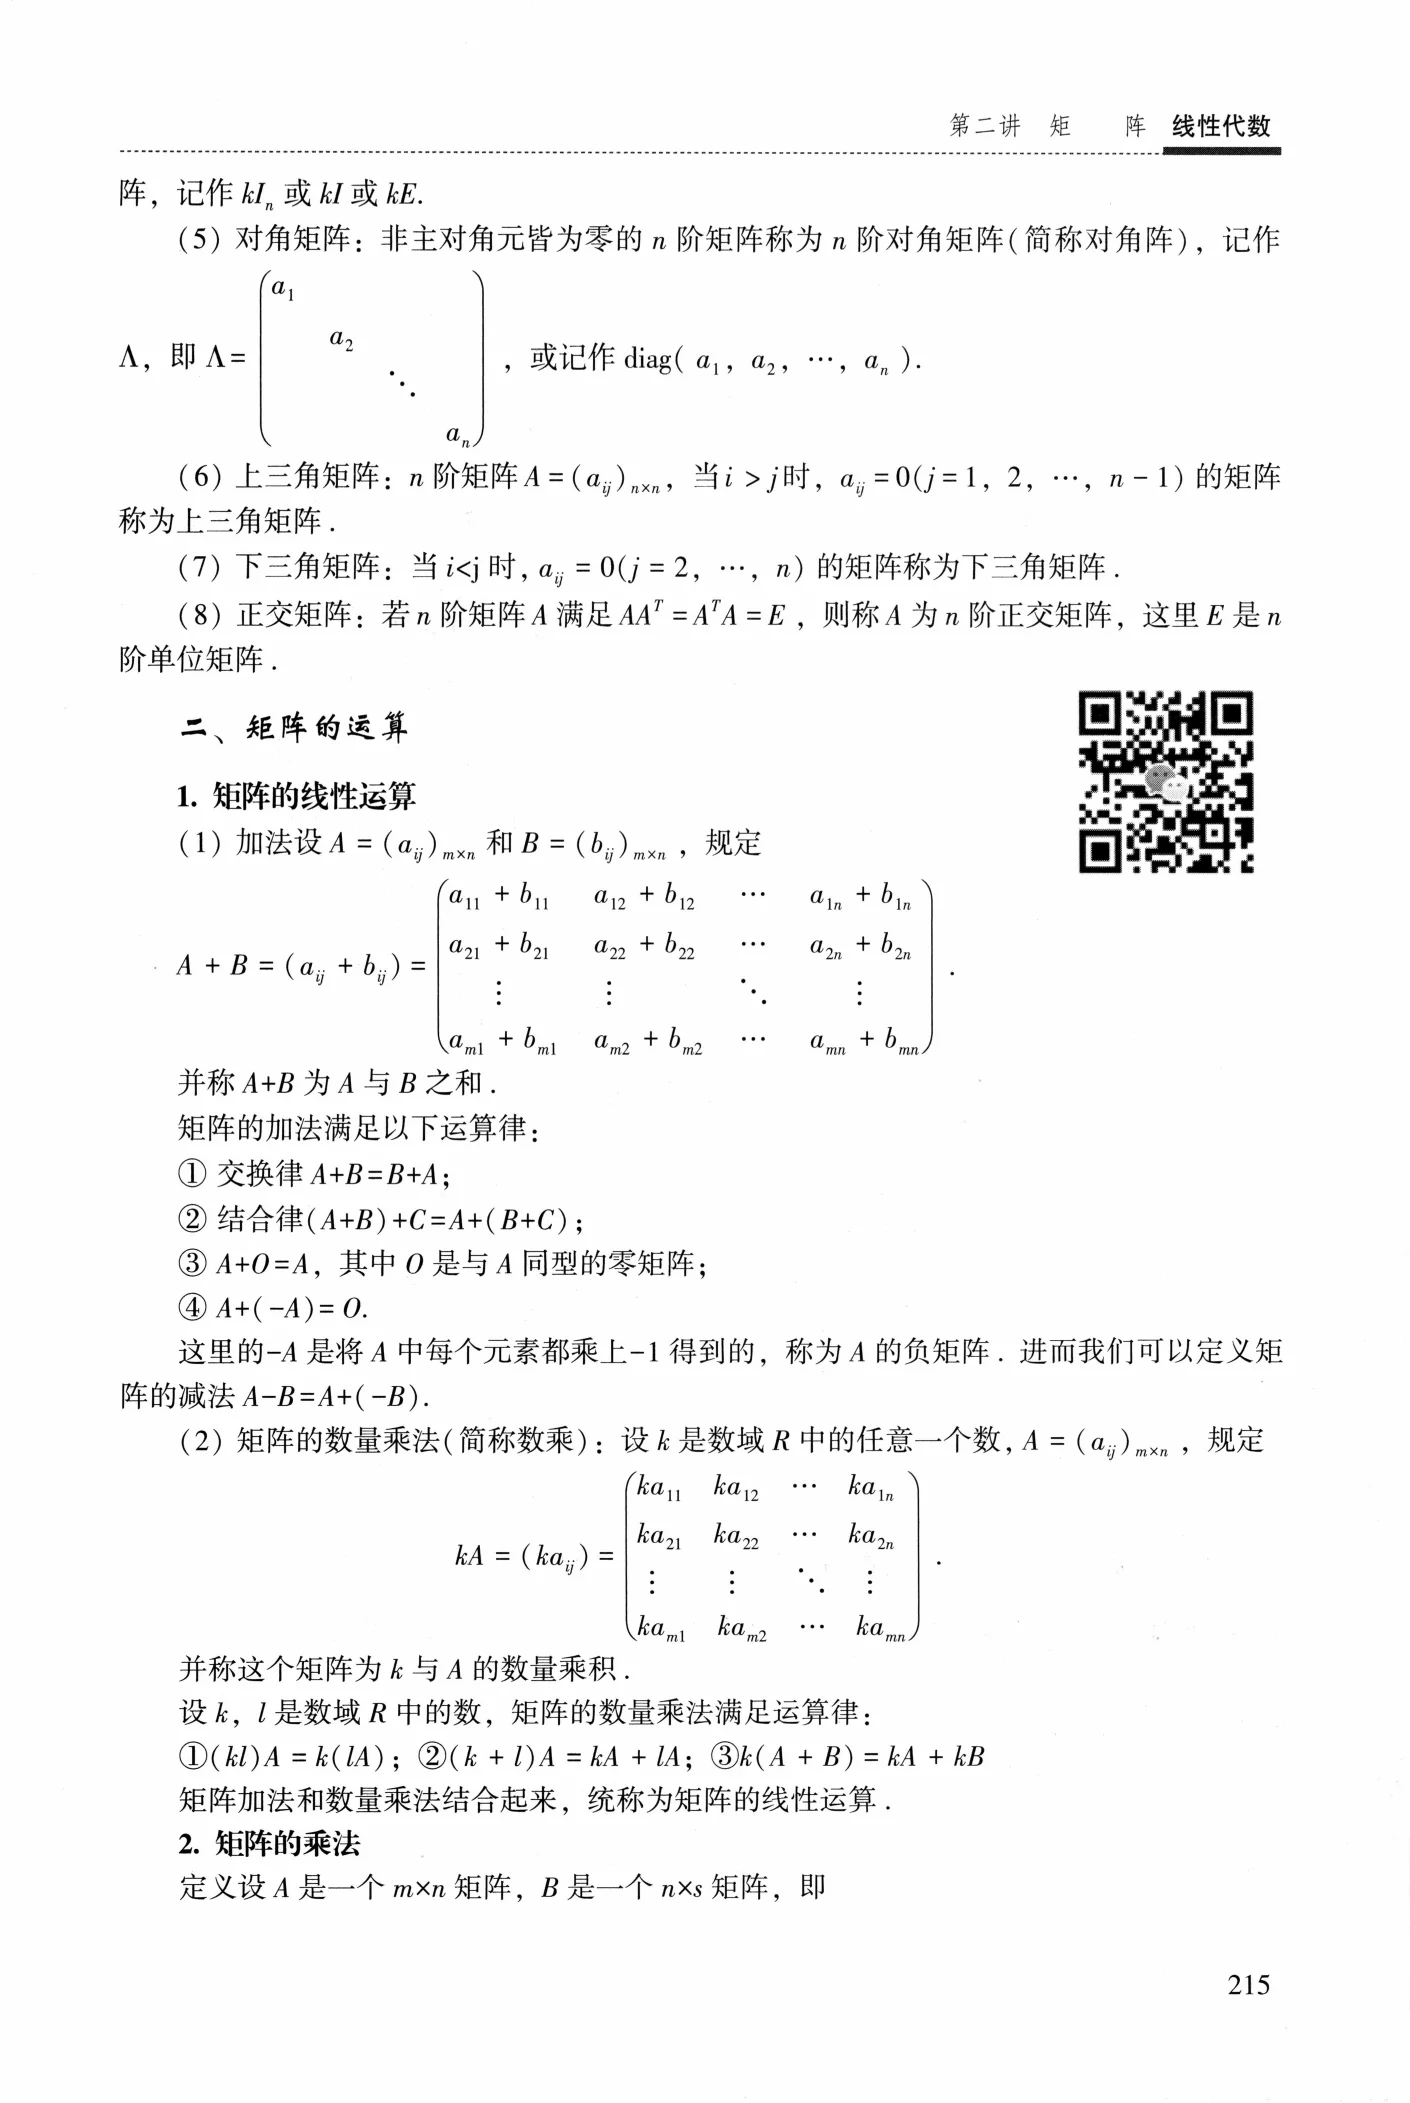 第二讲 矩 阵 线性代数
阵，记作 kIₙ 或 kI 或 kE.
(5) 对角矩阵：非主对角元皆为零的 n 阶矩阵称为 n 阶对角矩阵(简称对角阵)，记作
Λ，即 Λ= $\begin{pmatrix} a_1 & & & \\ & a_2 & & \\ & & \ddots & \\ & & & a_n \end{pmatrix}$ ，或记作 diag( a₁，a₂，⋯，aₙ ).
(6) 上三角矩阵：n 阶矩阵 $A=(a_{ij})_{n×n}$，当 i >j时，$a_{ij}$ =0(j=1，2，⋯，n－1) 的矩阵
称为上三角矩阵．
(7) 下三角矩阵：当 i<j 时, $a_{ij}$ = 0(j = 2，⋯，n) 的矩阵称为下三角矩阵．
(8) 正交矩阵：若 n 阶矩阵 A 满足 $AA^T=A^TA=E$ ，则称 A 为 n 阶正交矩阵，这里 E 是 n
阶单位矩阵．
二、矩阵的运算
1. 矩阵的线性运算
(1) 加法设 $A=(a_{ij})_{m×n}$ 和 $B=(b_{ij})_{m×n}$ ，规定
$A+B=(a_{ij}+b_{ij})=\begin{pmatrix} a_{11}+b_{11} & a_{12}+b_{12} & \cdots & a_{1n}+b_{1n} \\ a_{21}+b_{21} & a_{22}+b_{22} & \cdots & a_{2n}+b_{2n} \\ \vdots & \vdots & \ddots & \vdots \\ a_{m1}+b_{m1} & a_{m2}+b_{m2} & \cdots & a_{mn}+b_{mn} \end{pmatrix}$ .
并称 A+B 为 A 与 B 之和．
矩阵的加法满足以下运算律：
① 交换律 A+B=B+A；
② 结合律(A+B)+C=A+(B+C)；
③ A+O=A，其中 O 是与 A 同型的零矩阵；
④ A+(-A)= O.
这里的-A 是将 A 中每个元素都乘上-1 得到的，称为 A 的负矩阵．进而我们可以定义矩
阵的减法 A-B=A+(-B).
(2) 矩阵的数量乘法(简称数乘)：设 k 是数域 R 中的任意一个数, $A=(a_{ij})_{m×n}$ ，规定
$kA=(ka_{ij})=\begin{pmatrix} ka_{11} & ka_{12} & \cdots & ka_{1n} \\ ka_{21} & ka_{22} & \cdots & ka_{2n} \\ \vdots & \vdots & \ddots & \vdots \\ ka_{m1} & ka_{m2} & \cdots & ka_{mn} \end{pmatrix}$ .
并称这个矩阵为 k 与 A 的数量乘积．
设 k，l 是数域 R 中的数，矩阵的数量乘法满足运算律：
①(kl)A = k(lA)；②(k + l)A = kA + lA；③k(A + B) = kA + kB
矩阵加法和数量乘法结合起来，统称为矩阵的线性运算．
2. 矩阵的乘法
定义设 A 是一个 m×n 矩阵，B 是一个 n×s 矩阵，即
215